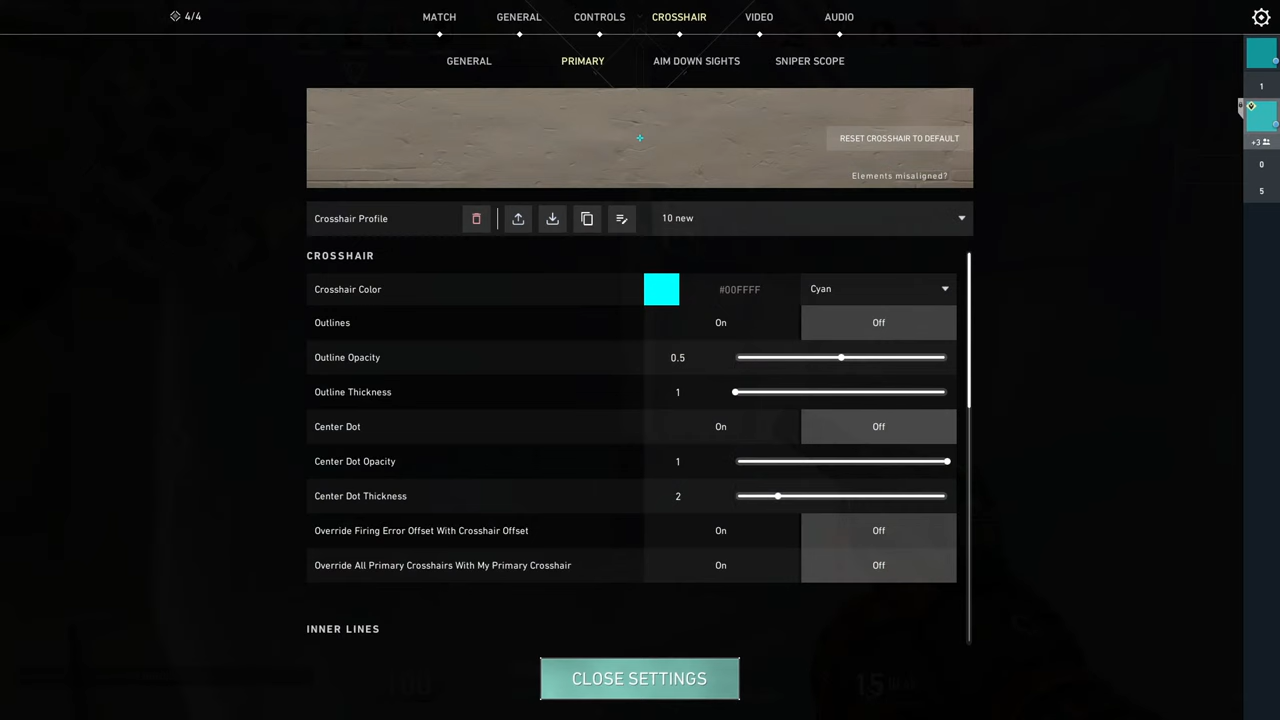 4/4
MATCH GENERAL CONTROLS CROSSHAIR VIDEO AUDIO
GENERAL PRIMARY AIM DOWN SIGHTS SNIPER SCOPE
RESET CROSSHAIR TO DEFAULT
Elements misaligned?
Crosshair Profile 10 new
CROSSHAIR
Crosshair Color #00FFFF Cyan
Outlines On Off
Outline Opacity 0.5
Outline Thickness 1
Center Dot On Off
Center Dot Opacity 1
Center Dot Thickness 2
Override Firing Error Offset With Crosshair Offset On Off
Override All Primary Crosshairs With My Primary Crosshair On Off
INNER LINES
CLOSE SETTINGS
1
+3
0
5
100
15